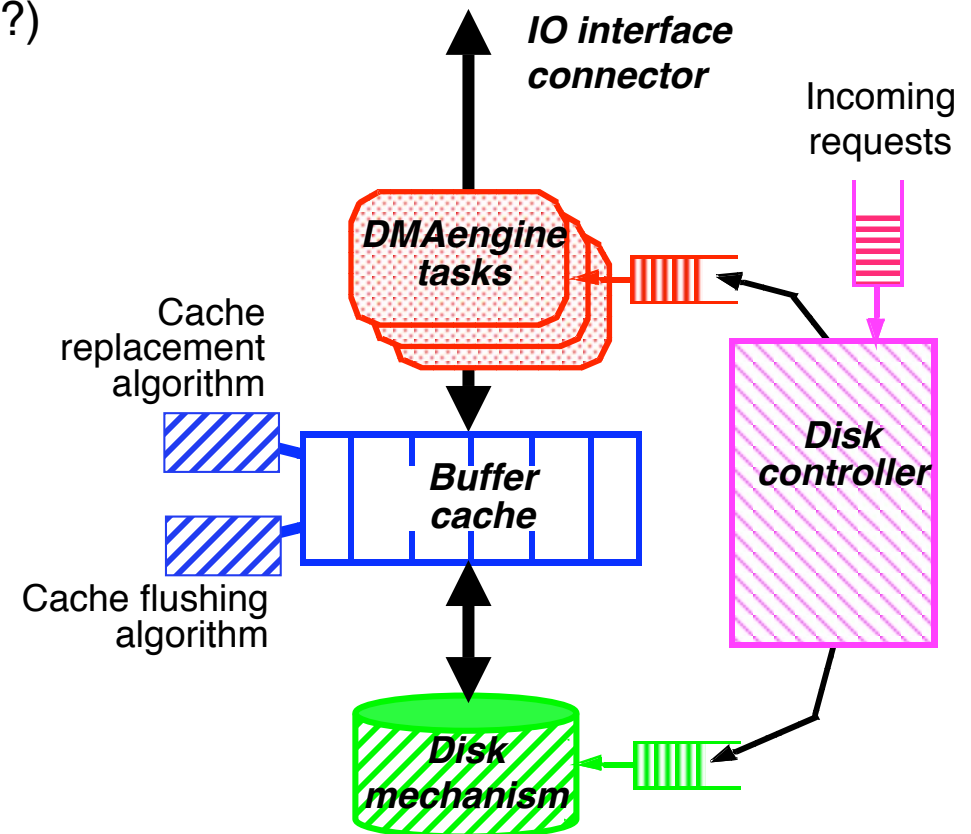 ?)
IO interface
connector
Incoming
requests
DMAengine
tasks
Cache
replacement
algorithm
Disk
controller
Buffer
cache
Cache flushing
algorithm
Disk
mechanism